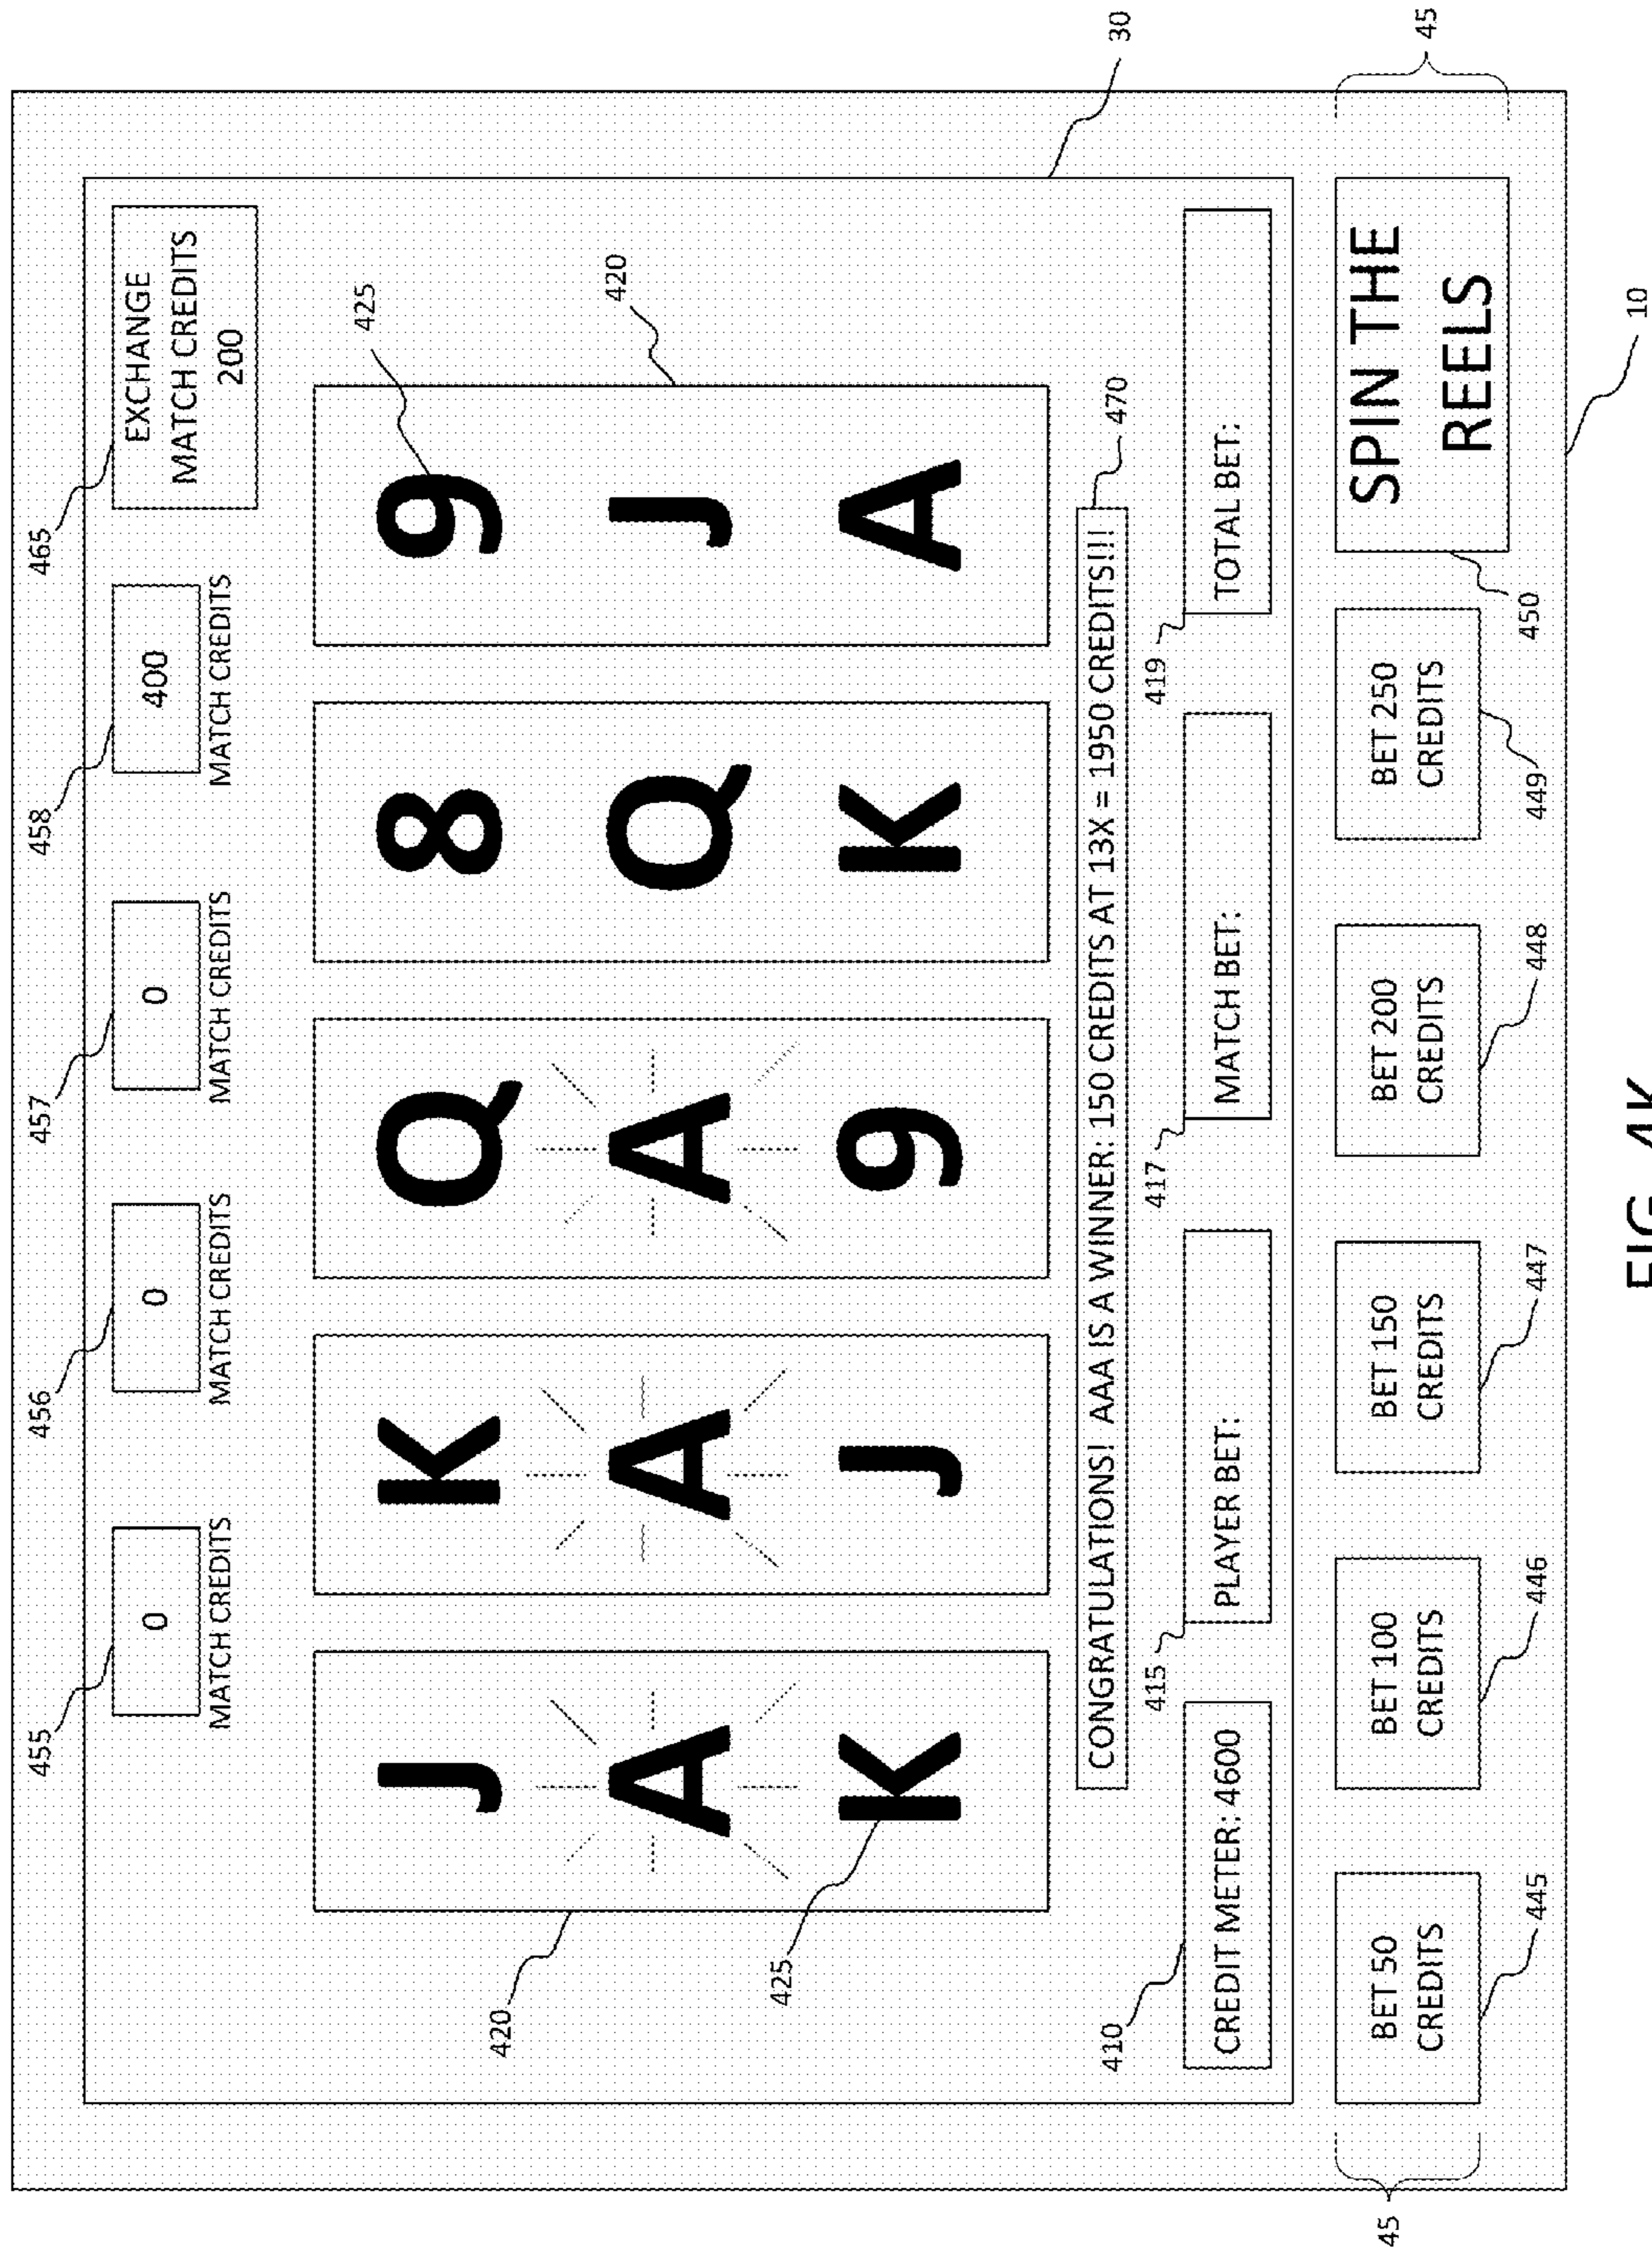 455
456
457
458
465
0
0
0
400
EXCHANGE
MATCH CREDITS
200
MATCH CREDITS
MATCH CREDITS
MATCH CREDITS
MATCH CREDITS
425
J K Q 8 9
420
A A A Q J
K J 9 K A
420
425
CONGRATULATIONS! AAA IS A WINNER: 150 CREDITS AT 13X = 1950 CREDITS!!!
470
30
410
415
417
419
CREDIT METER: 4600
PLAYER BET:
MATCH BET:
TOTAL BET:
45
45
BET 50
CREDITS
BET 100
CREDITS
BET 150
CREDITS
BET 200
CREDITS
BET 250
CREDITS
SPIN THE
REELS
445
446
447
448
449
450
10
FIG. 4K